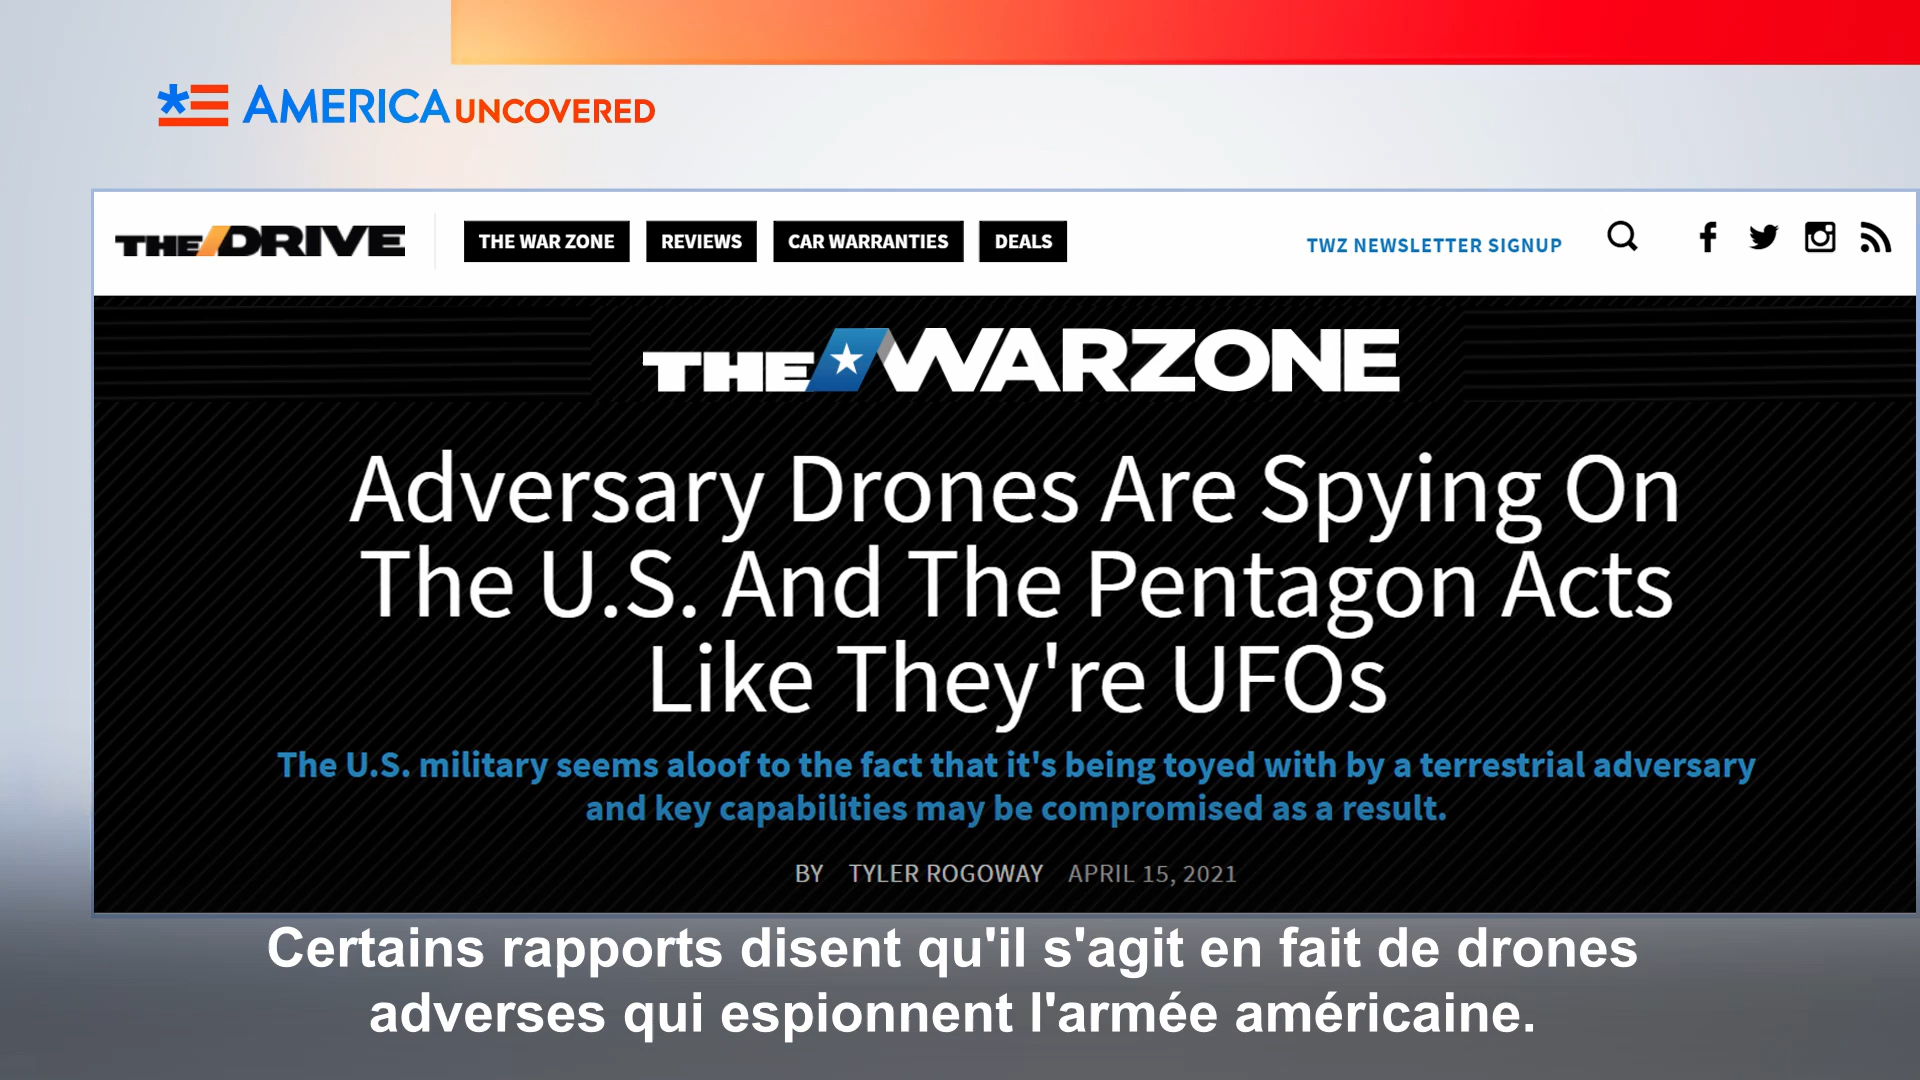 AMERICA UNCOVERED
THE DRIVE
THE WAR ZONE REVIEWS CAR WARRANTIES DEALS
TWZ NEWSLETTER SIGNUP
THE WARZONE
Adversary Drones Are Spying On
The U.S. And The Pentagon Acts
Like They're UFOs
The U.S. military seems aloof to the fact that it's being toyed with by a terrestrial adversary
and key capabilities may be compromised as a result.
BY TYLER ROGOWAY APRIL 15, 2021
Certains rapports disent qu'il s'agit en fait de drones
adverses qui espionnent l'armée américaine.